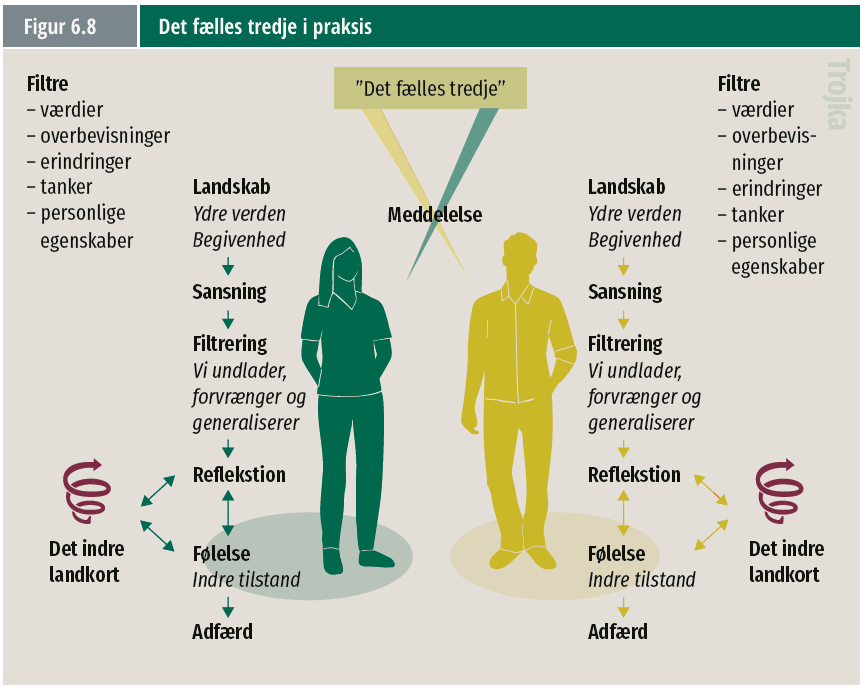 Figur 6.8
Det fælles tredje i praksis
Trojka
"Det fælles tredje"
Meddelelse
Filtre
– værdier
– overbevisninger
– erindringer
– tanker
– personlige
egenskaber
Landskab
Ydre verden
Begivenhed
Sansning
Filtrering
Vi undlader,
forvrænger og
generaliserer
Reflekstion
Følelse
Indre tilstand
Adfærd
Det indre
landkort
Landskab
Ydre verden
Begivenhed
Sansning
Filtrering
Vi undlader,
forvrænger og
generaliserer
Reflekstion
Følelse
Indre tilstand
Adfærd
Filtre
– værdier
– overbevis-
ninger
– erindringer
– tanker
– personlige
egenskaber
Det indre
landkort